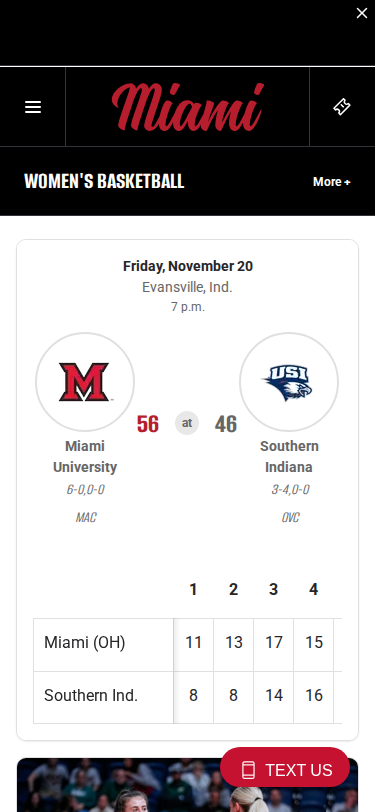 Miami
WOMEN'S BASKETBALL
More +
Friday, November 20
Evansville, Ind.
7 p.m.
M
USI
56
at
46
Miami
University
6-0,0-0
MAC
Southern
Indiana
3-4,0-0
OVC
1 2 3 4
Miami (OH) 11 13 17 15
Southern Ind. 8 8 14 16
TEXT US